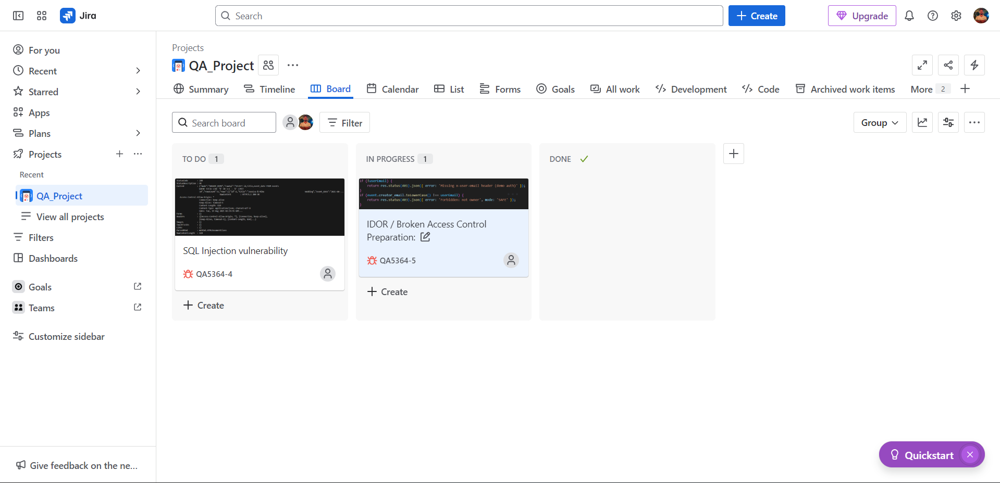 Jira
Search
Create
Upgrade
For you
Recent
Starred
Apps
Plans
Projects
Recent
QA_Project
View all projects
Filters
Dashboards
Goals
Teams
Customize sidebar
Give feedback on the ne...
Projects
QA_Project
Summary
Timeline
Board
Calendar
List
Forms
Goals
All work
Development
Code
Archived work items
More 2
Search board
Filter
Group
TO DO 1
SQL Injection vulnerability
QA5364-4
Create
IN PROGRESS 1
if (!userEmail) {
return res.status(401).json({ error: 'Missing x-user-email header (demo auth)' });
}
if (event.creator_email.toLowerCase() !== userEmail) {
return res.status(403).json({ error: 'Forbidden: not owner', mode: 'SAFE' });
}
IDOR / Broken Access Control
Preparation:
QA5364-5
Create
DONE
Quickstart